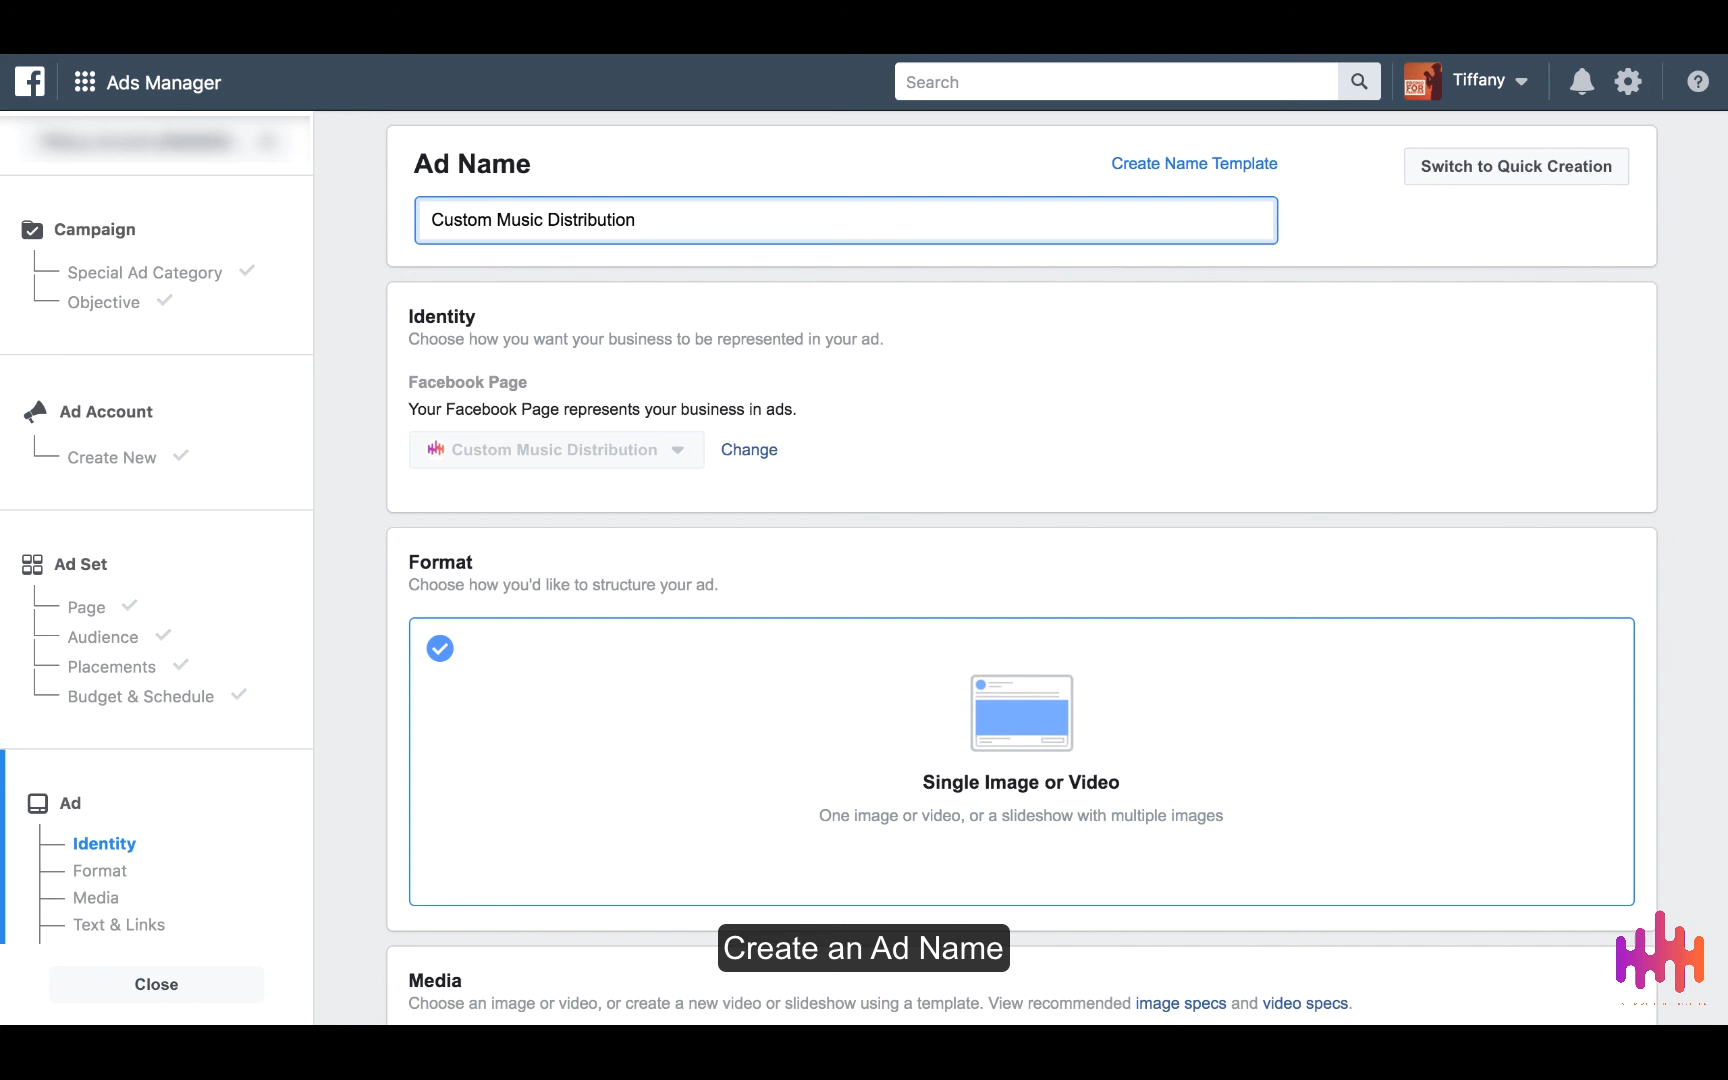 Ads Manager
Search
Tiffany
Campaign
Special Ad Category
Objective
Ad Account
Create New
Ad Set
Page
Audience
Placements
Budget & Schedule
Ad
Identity
Format
Media
Text & Links
Close
Ad Name
Create Name Template
Switch to Quick Creation
Custom Music Distribution
Identity
Choose how you want your business to be represented in your ad.
Facebook Page
Your Facebook Page represents your business in ads.
Custom Music Distribution
Change
Format
Choose how you'd like to structure your ad.
Single Image or Video
One image or video, or a slideshow with multiple images
Create an Ad Name
Media
Choose an image or video, or create a new video or slideshow using a template. View recommended image specs and video specs.